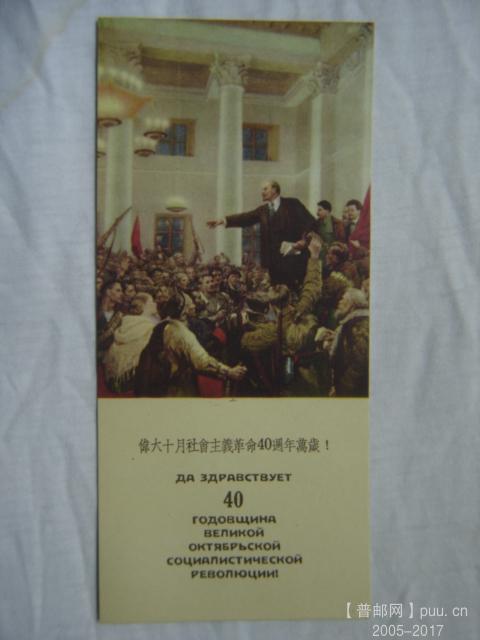 偉大十月社會主義革命40週年萬歲！
ДА ЗДРАВСТВУЕТ
40
ГОДОВЩИНА
ВЕЛИКОЙ
ОКТЯБРЬСКОЙ
СОЦИАЛИСТИЧЕСКОЙ
РЕВОЛЮЦИИ!
【普邮网】puu.cn
2005-2017